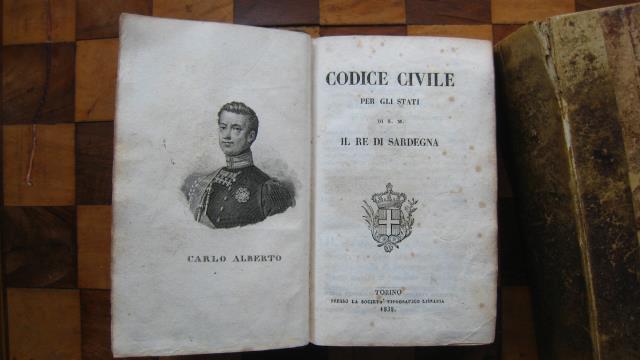 CARLO ALBERTO
CODICE CIVILE
PER GLI STATI
DI S. M.
IL RE DI SARDEGNA
TORINO
PRESSO LA SOCIETÀ TIPOGRAFICO-LIBRARIA